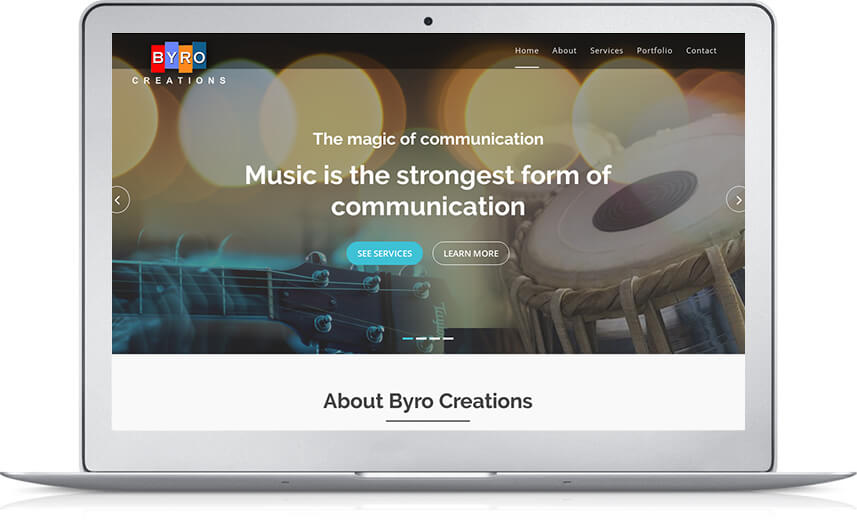 BYRO
CREATIONS
Home About Services Portfolio Contact
The magic of communication
Music is the strongest form of
communication
SEE SERVICES LEARN MORE
Taylor
About Byro Creations